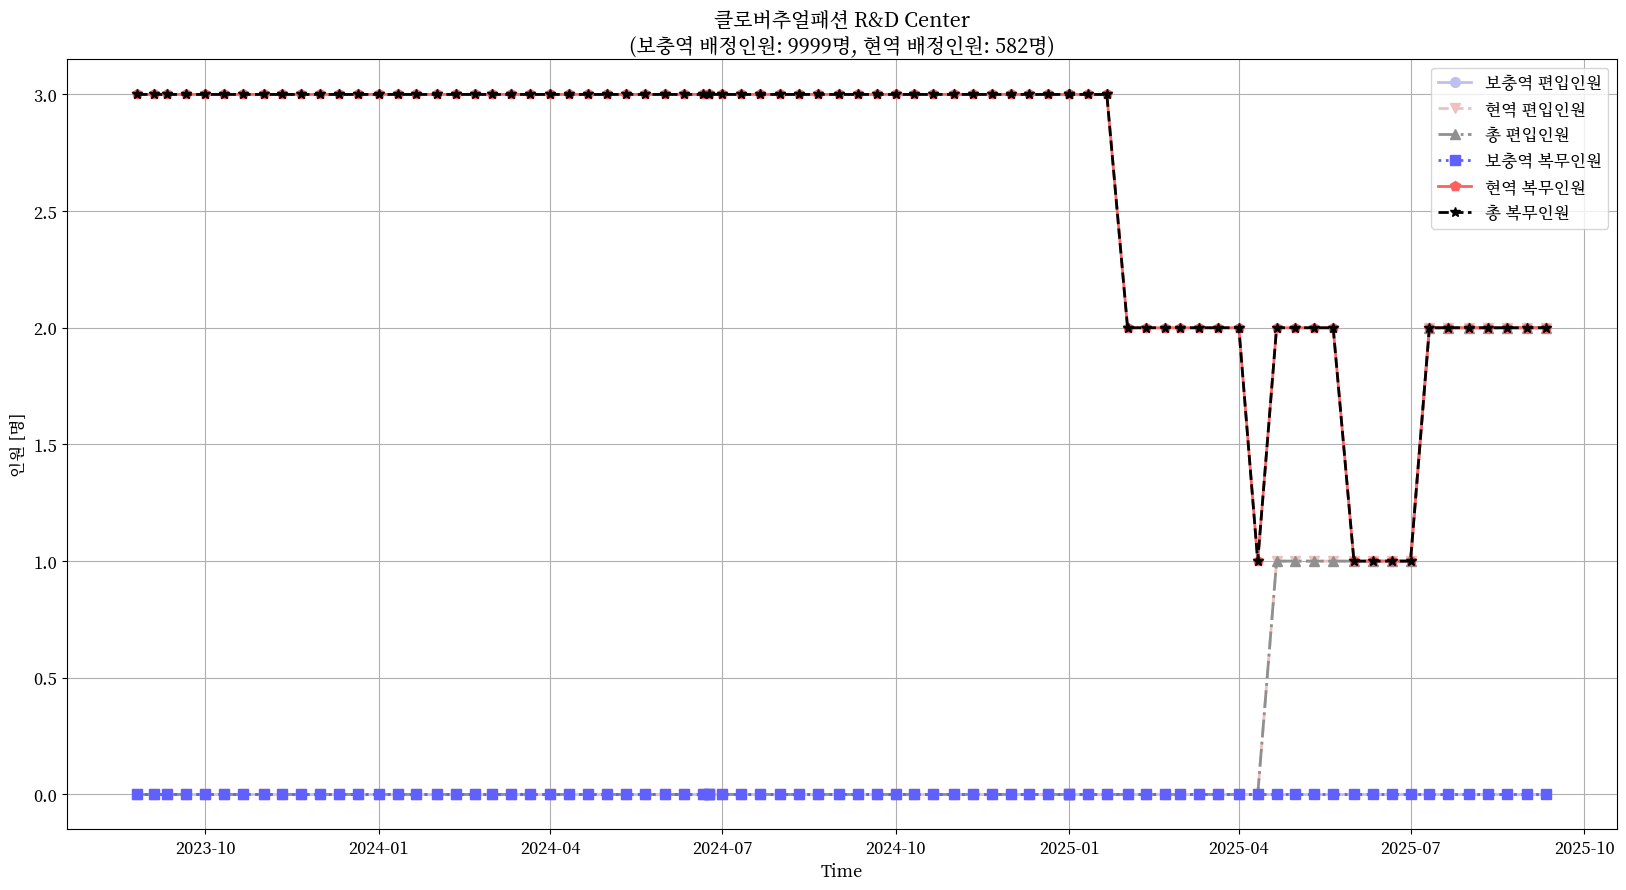 클로버추얼패션 R&D Center
(보충역 배정인원: 9999명, 현역 배정인원: 582명)
보충역 편입인원
현역 편입인원
총 편입인원
보충역 복무인원
현역 복무인원
총 복무인원
인원 [명]
3.0
2.5
2.0
1.5
1.0
0.5
0.0
2023-10
2024-01
2024-04
2024-07
2024-10
2025-01
2025-04
2025-07
2025-10
Time